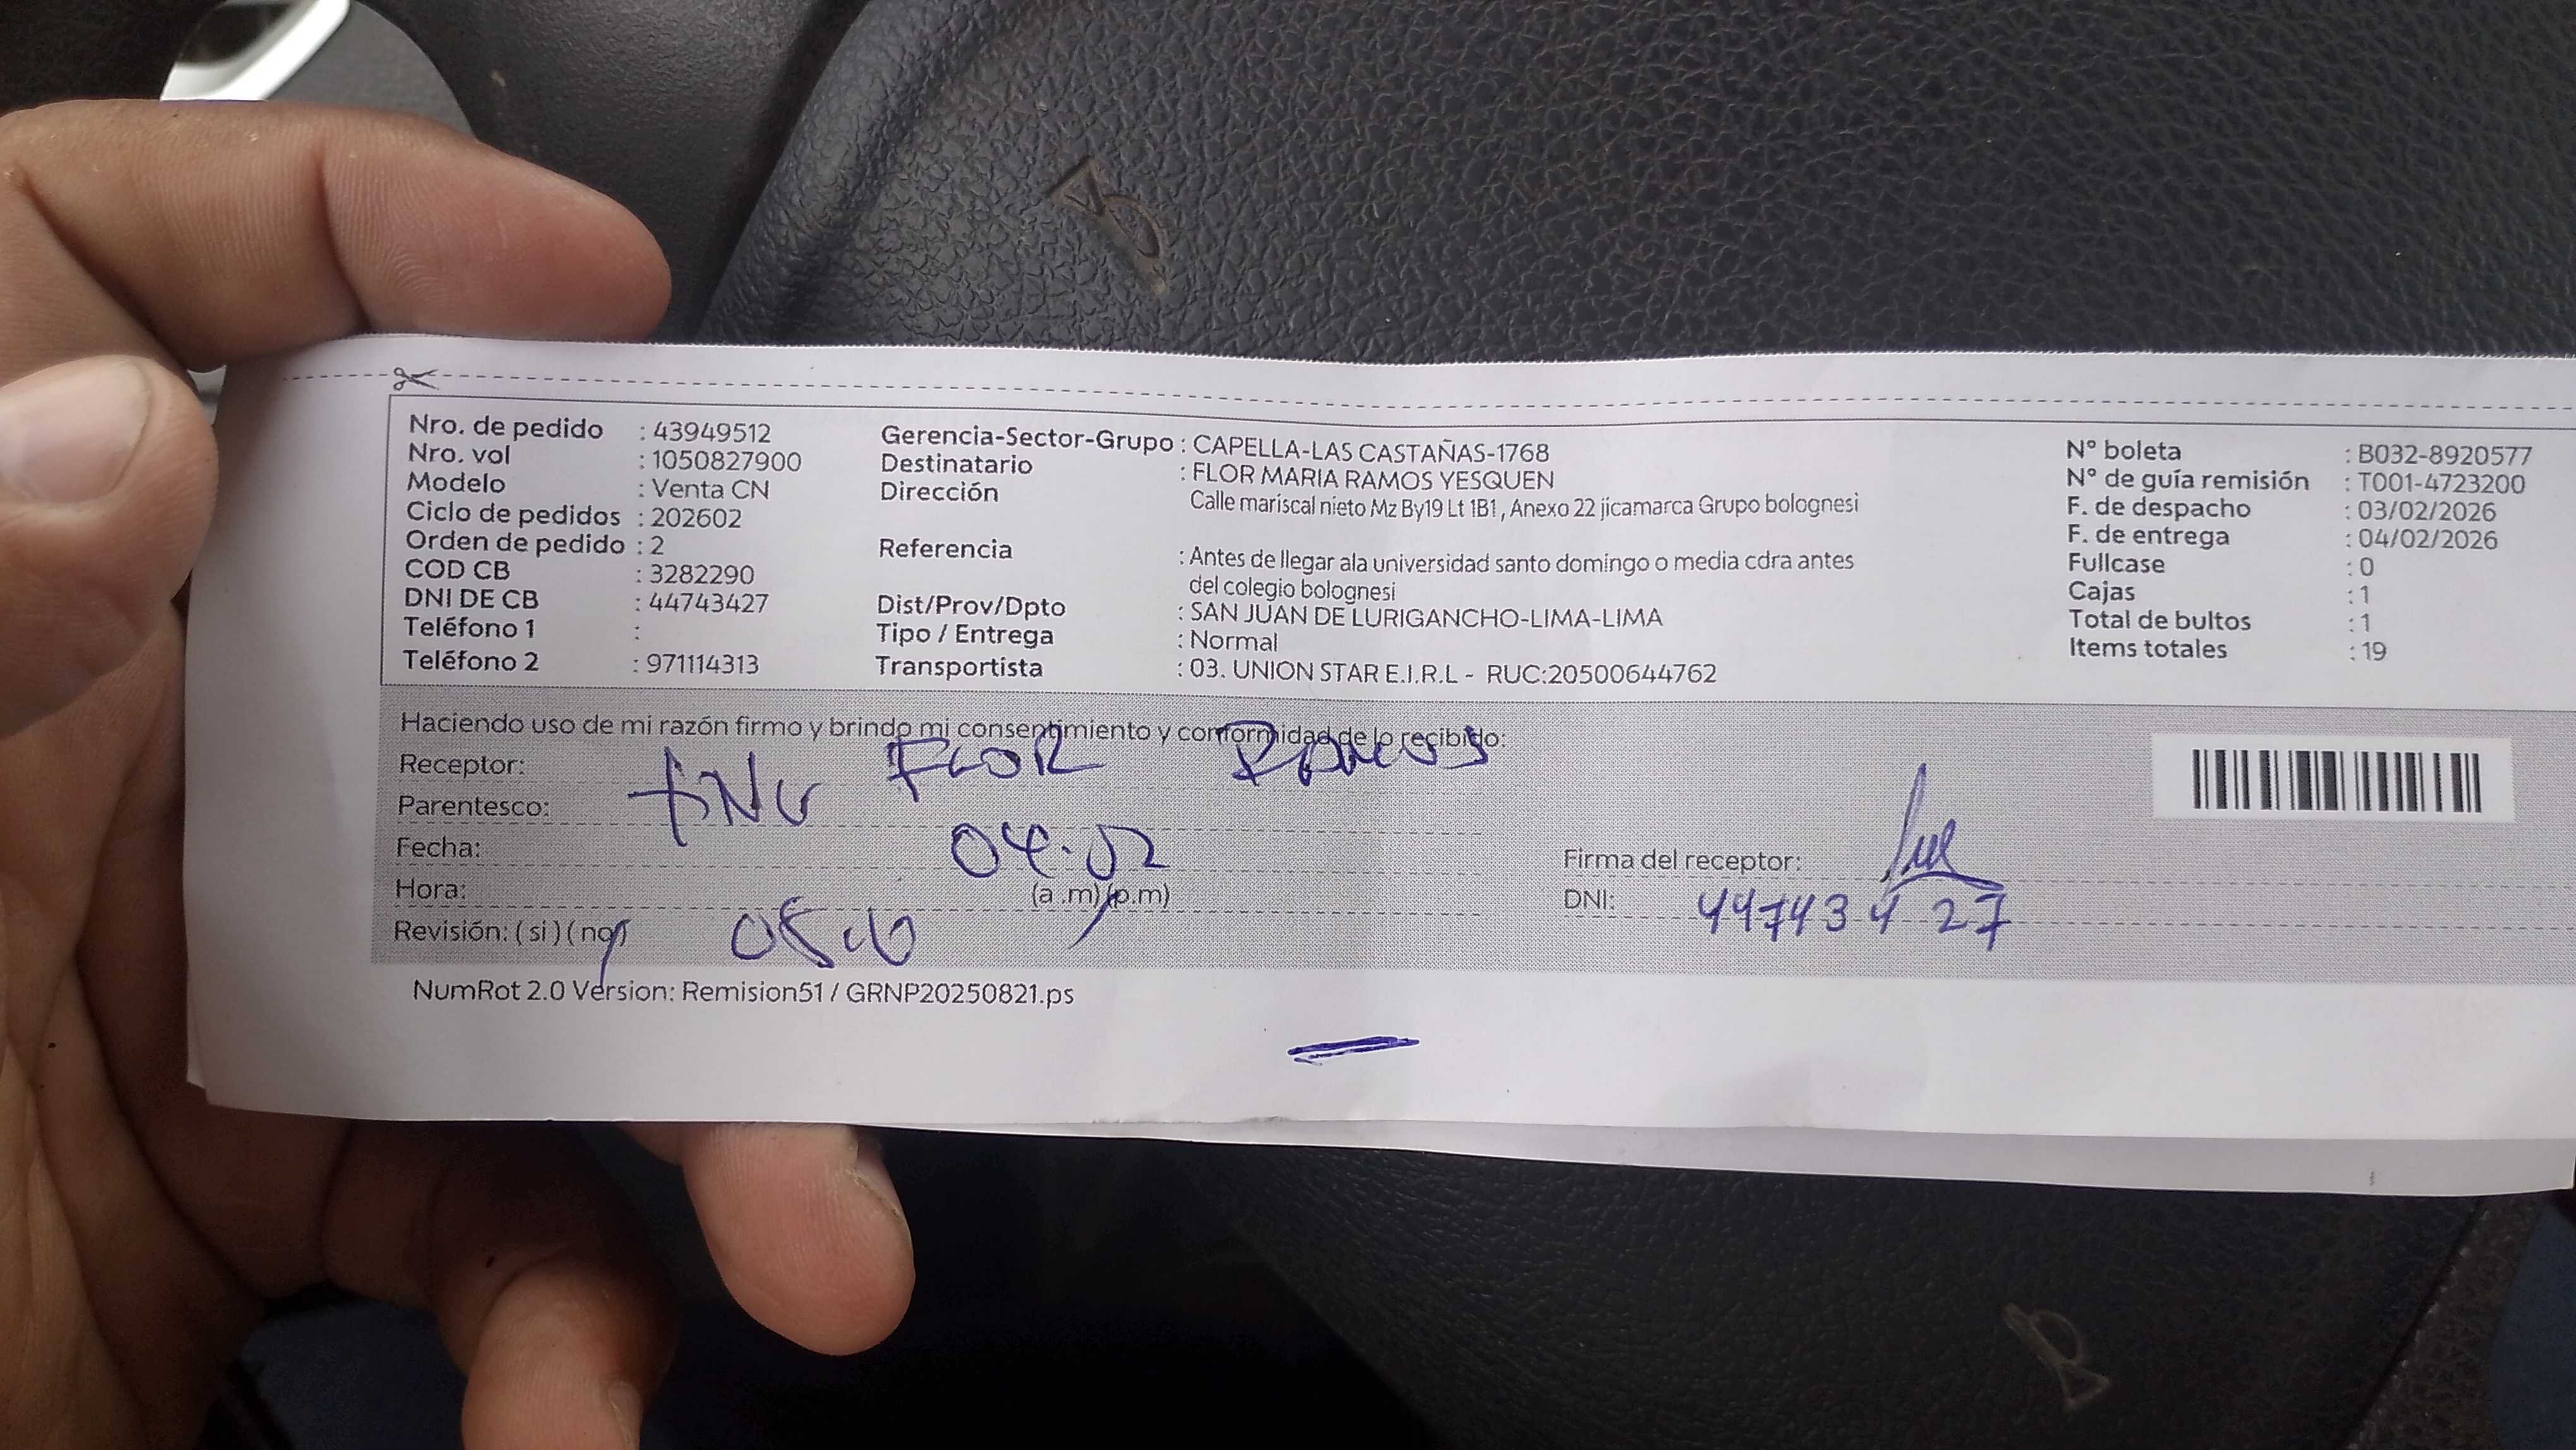 Nro. de pedido : 43949512
Nro. vol : 1050827900
Modelo : Venta CN
Ciclo de pedidos : 202602
Orden de pedido : 2
COD CB : 3282290
DNI DE CB : 44743427
Teléfono 1 :
Teléfono 2 : 971114313
Gerencia-Sector-Grupo : CAPELLA-LAS CASTAÑAS-1768
Destinatario : FLOR MARIA RAMOS YESQUEN
Dirección Calle mariscal nieto Mz By19 Lt 1B1, Anexo 22 jicamarca Grupo bolognesi
Referencia : Antes de llegar ala universidad santo domingo o media cdra antes
del colegio bolognesi
Dist/Prov/Dpto : SAN JUAN DE LURIGANCHO-LIMA-LIMA
Tipo / Entrega : Normal
Transportista : 03. UNION STAR E.I.R.L - RUC:20500644762
N° boleta : B032-8920577
N° de guía remisión : T001-4723200
F. de despacho : 03/02/2026
F. de entrega : 04/02/2026
Fullcase : 0
Cajas : 1
Total de bultos : 1
Items totales : 19
Haciendo uso de mi razón firmo y brindo mi consentimiento y conformidad de lo recibido:
Receptor: FLOR RAMOS
Parentesco:
Fecha: 04.02
Hora: (a.m) (p.m)
Revisión: ( si ) ( no )
Firma del receptor:
DNI: 44743427
NumRot 2.0 Version: Remision51 / GRNP20250821.ps